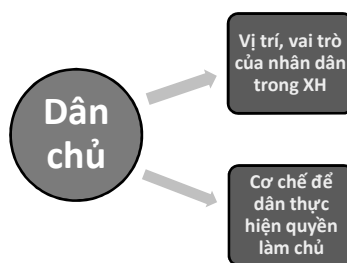 Dân
chủ
Vị trí, vai trò
của nhân dân
trong XH
Cơ chế để
dân thực
hiện quyền
làm chủ